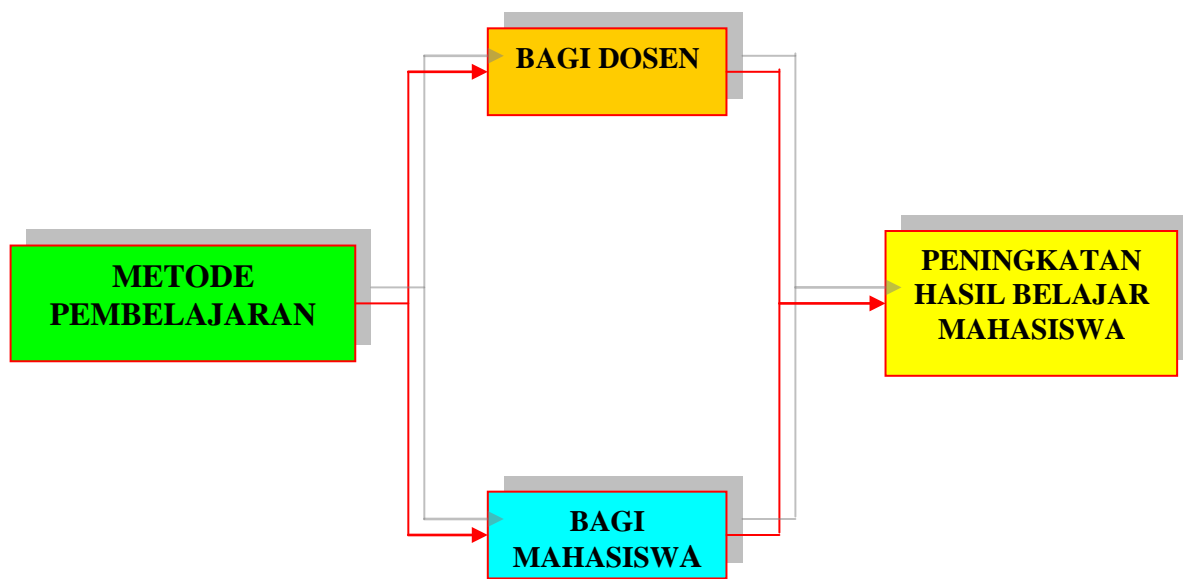 BAGI DOSEN
METODE
PEMBELAJARAN
PENINGKATAN
HASIL BELAJAR
MAHASISWA
BAGI
MAHASISWA